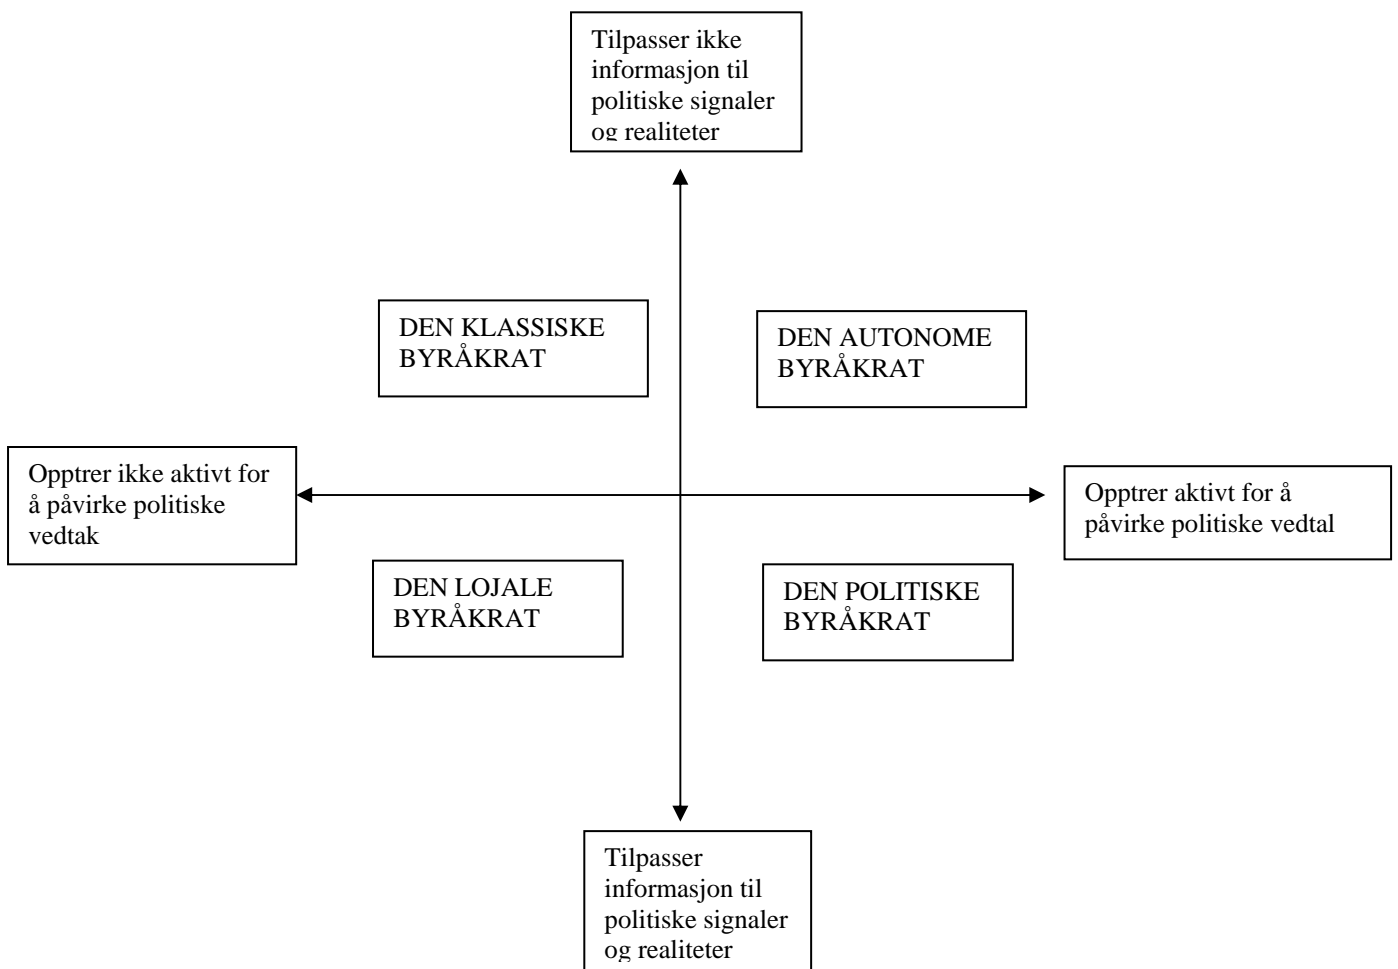 Tilpasser ikke
informasjon til
politiske signaler
og realiteter
DEN KLASSISKE
BYRÅKRAT
DEN AUTONOME
BYRÅKRAT
Opptrer ikke aktivt for
å påvirke politiske
vedtak
Opptrer aktivt for å
påvirke politiske vedtal
DEN LOJALE
BYRÅKRAT
DEN POLITISKE
BYRÅKRAT
Tilpasser
informasjon til
politiske signaler
og realiteter